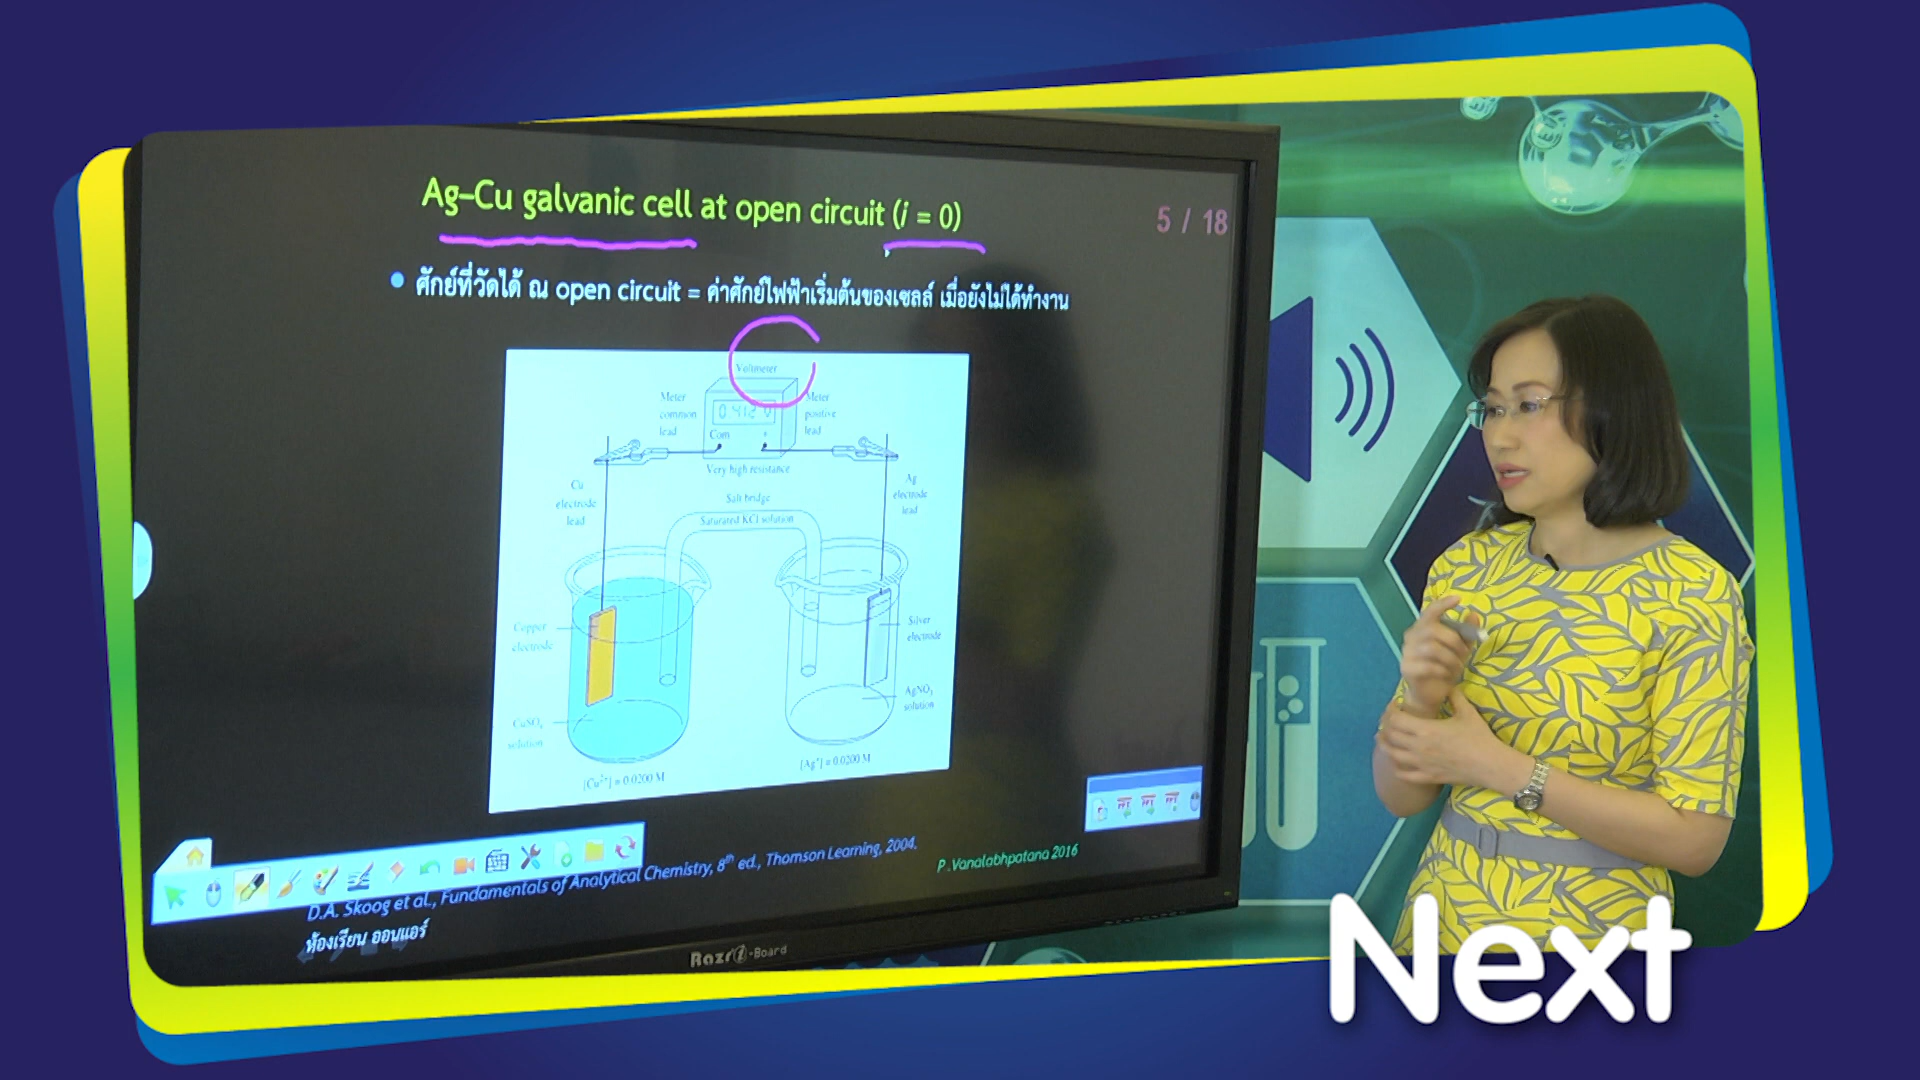 Ag–Cu galvanic cell at open circuit (i = 0)
5 / 18
• ศักย์ที่วัดได้ ณ open circuit = ค่าศักย์ไฟฟ้าเริ่มต้นของเซลล์ เมื่อยังไม่ได้ทำงาน
Voltmeter
Meter
common
lead
0.412
Com
+
Meter
positive
lead
Very high resistance
Cu
electrode
lead
Salt bridge
Saturated KCl solution
Ag
electrode
lead
Copper
electrode
Silver
electrode
CuSO₄
solution
AgNO₃
solution
[Cu²⁺] = 0.0200 M
[Ag⁺] = 0.0200 M
D.A. Skoog et al., Fundamentals of Analytical Chemistry, 8th ed., Thomson Learning, 2004.
P.Vanalabhpatana 2016
ห้องเรียน ออนแอร์
Razr i-Board
Next